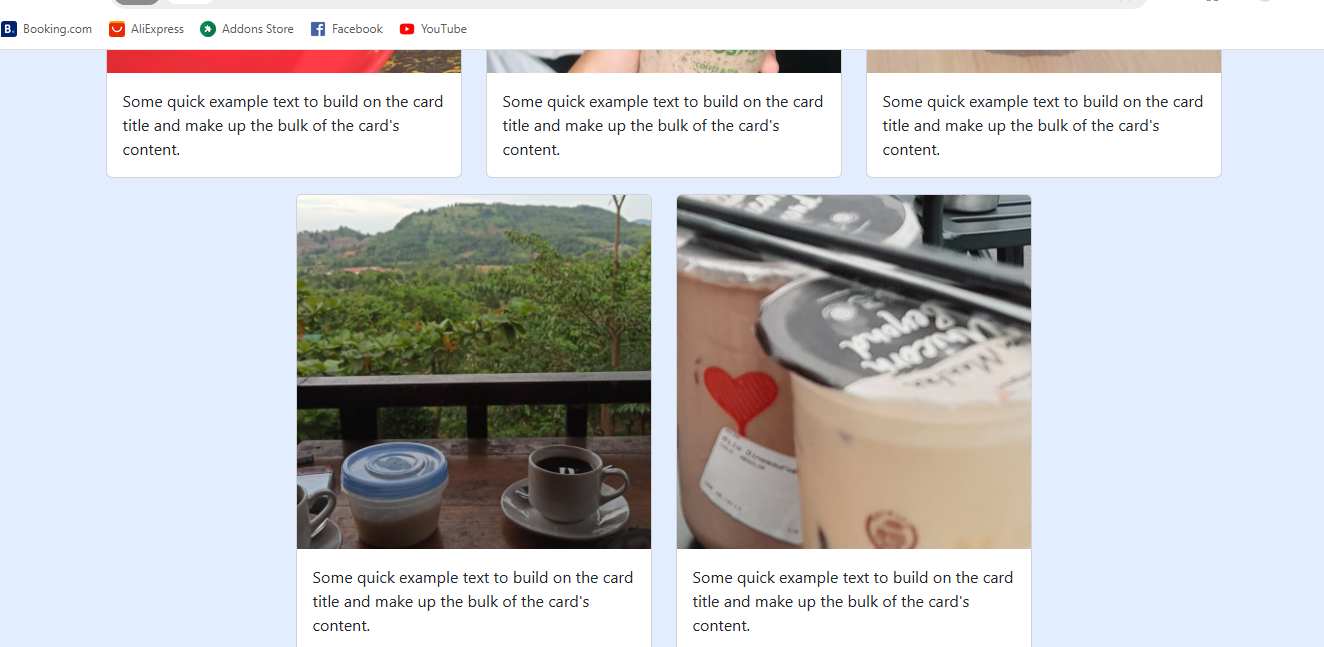 B. Booking.com AliExpress Addons Store Facebook YouTube
COFFEE & TEA
Some quick example text to build on the card
title and make up the bulk of the card's
content.
Some quick example text to build on the card
title and make up the bulk of the card's
content.
Some quick example text to build on the card
title and make up the bulk of the card's
content.
Unicorn
Beyond
Some quick example text to build on the card
title and make up the bulk of the card's
content.
Some quick example text to build on the card
title and make up the bulk of the card's
content.